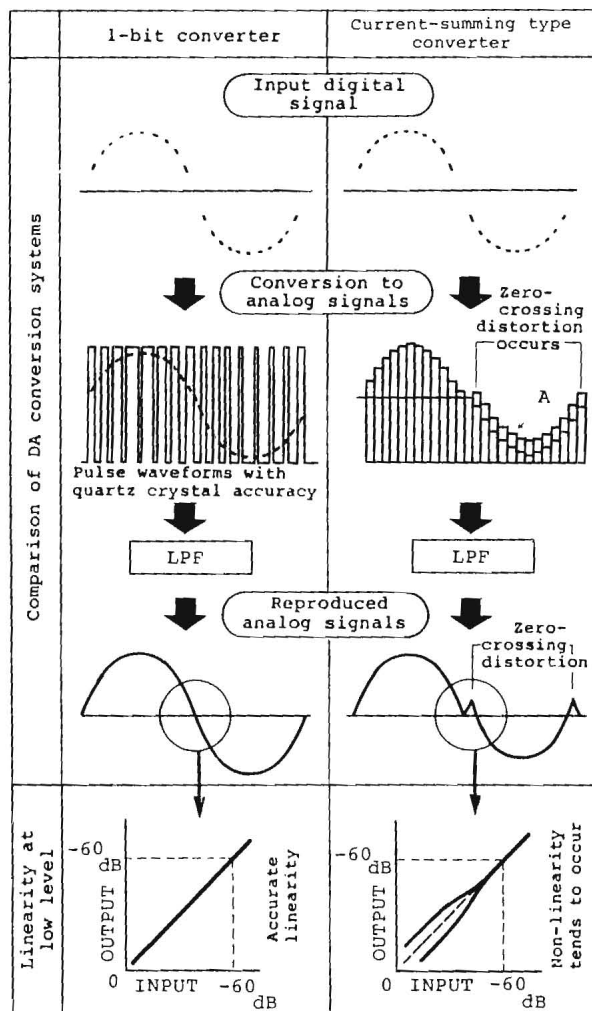 1-bit converter
Current-summing type
converter
Comparison of DA conversion systems
Input digital
signal
Conversion to
analog signals
Zero-
crossing
distortion
occurs
A
Pulse waveforms with
quartz crystal accuracy
LPF
LPF
Reproduced
analog signals
Zero-
crossing
distortion
Linearity at
low level
-60
dB
OUTPUT
0
INPUT
-60
dB
Accurate
linearity
-60
dB
OUTPUT
0
INPUT
-60
dB
Non-linearity
tends to occur